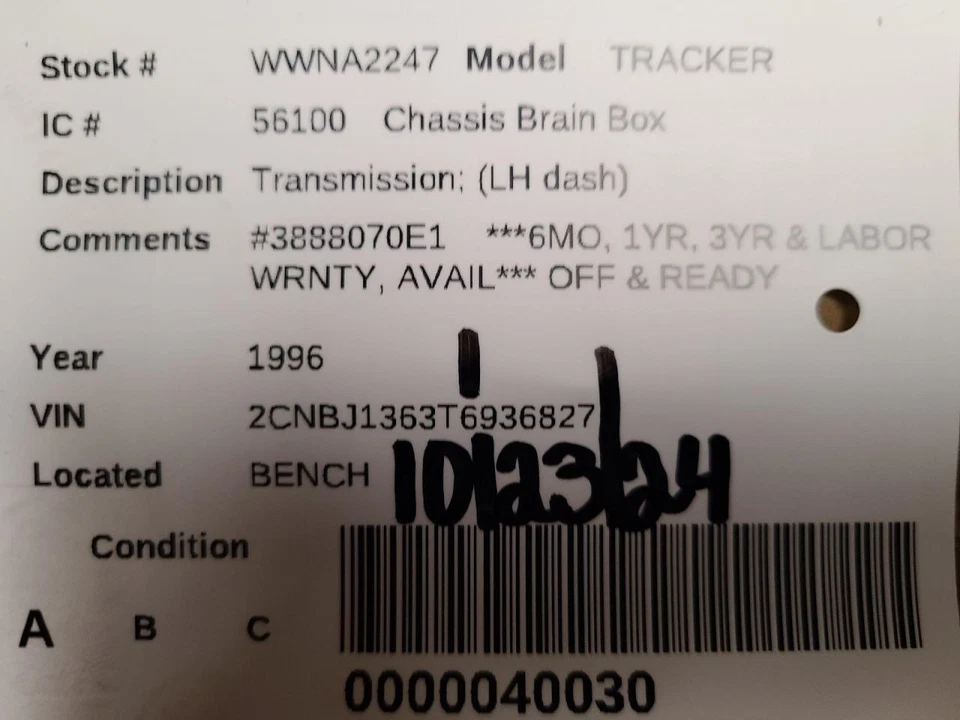 Stock # WWNA2247 Model TRACKER
IC # 56100 Chassis Brain Box
Description Transmission; (LH dash)
Comments #3888070E1 ***6MO, 1YR, 3YR & LABOR
WRNTY, AVAIL*** OFF & READY
Year 1996
VIN 2CNBJ1363T6936827
Located BENCH
10/23/24
Condition
A B C
0000040030